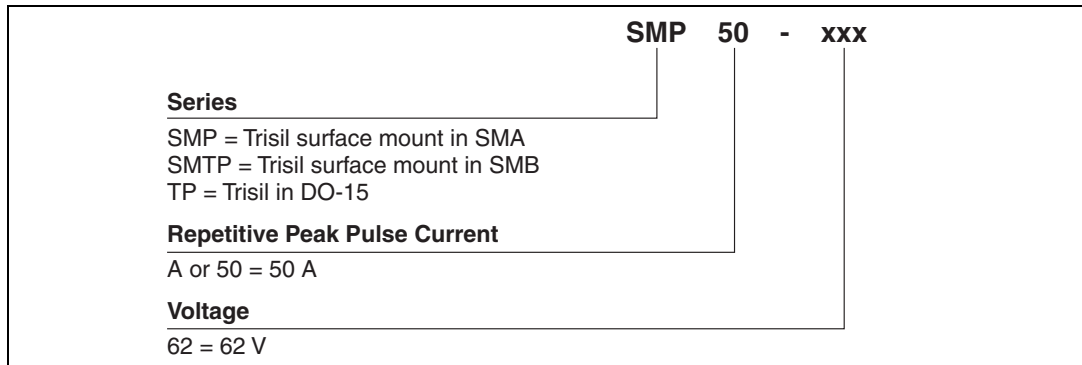 SMP 50 - xxx
Series
SMP = Trisil surface mount in SMA
SMTP = Trisil surface mount in SMB
TP = Trisil in DO-15
Repetitive Peak Pulse Current
A or 50 = 50 A
Voltage
62 = 62 V